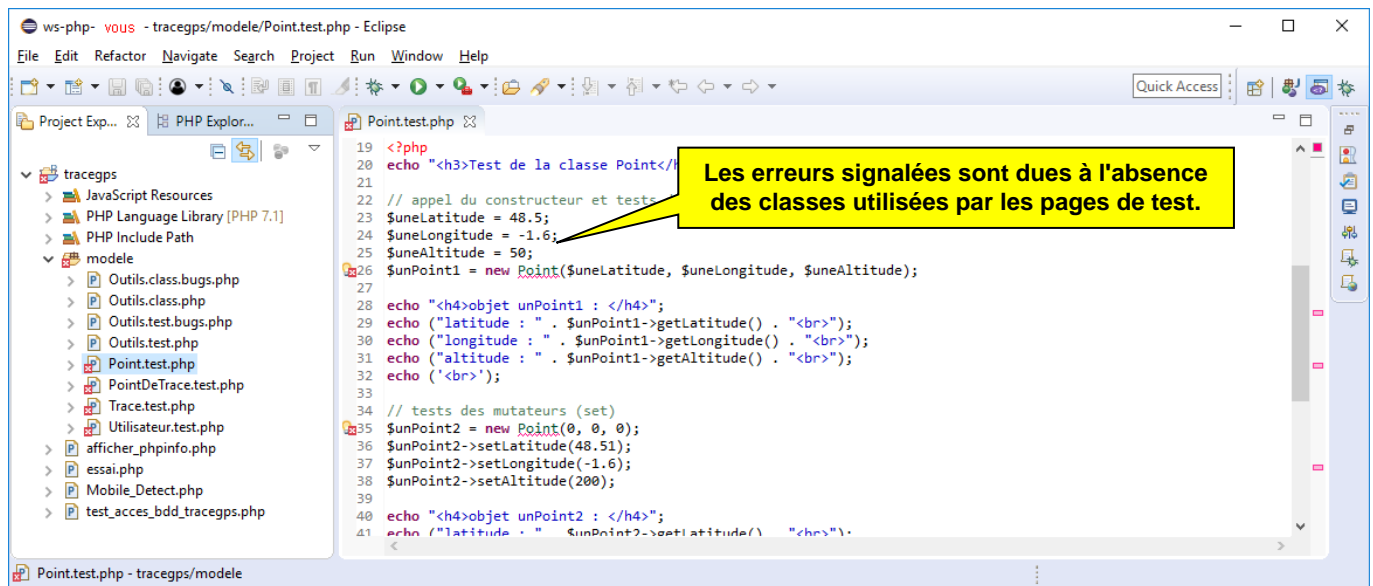 ws-php- vous - tracegps/modele/Point.test.php - Eclipse
File Edit Refactor Navigate Search Project Run Window Help
Quick Access
Project Exp... PHP Explor...
tracegps
JavaScript Resources
PHP Language Library [PHP 7.1]
PHP Include Path
modele
Outils.class.bugs.php
Outils.class.php
Outils.test.bugs.php
Outils.test.php
Point.test.php
PointDeTrace.test.php
Trace.test.php
Utilisateur.test.php
afficher_phpinfo.php
essai.php
Mobile_Detect.php
test_acces_bdd_tracegps.php
Point.test.php
19 <?php
20 echo "<h3>Test de la classe Point</h
21
22 // appel du constructeur et tests
23 $uneLatitude = 48.5;
24 $uneLongitude = -1.6;
25 $uneAltitude = 50;
26 $unPoint1 = new Point($uneLatitude, $uneLongitude, $uneAltitude);
27
28 echo "<h4>objet unPoint1 : </h4>";
29 echo ("latitude : " . $unPoint1->getLatitude() . "<br>");
30 echo ("longitude : " . $unPoint1->getLongitude() . "<br>");
31 echo ("altitude : " . $unPoint1->getAltitude() . "<br>");
32 echo ('<br>');
33
34 // tests des mutateurs (set)
35 $unPoint2 = new Point(0, 0, 0);
36 $unPoint2->setLatitude(48.51);
37 $unPoint2->setLongitude(-1.6);
38 $unPoint2->setAltitude(200);
39
40 echo "<h4>objet unPoint2 : </h4>";
41 echo ("latitude : " . $unPoint2->getLatitude() . "<br>");
Les erreurs signalées sont dues à l'absence
des classes utilisées par les pages de test.
Point.test.php - tracegps/modele